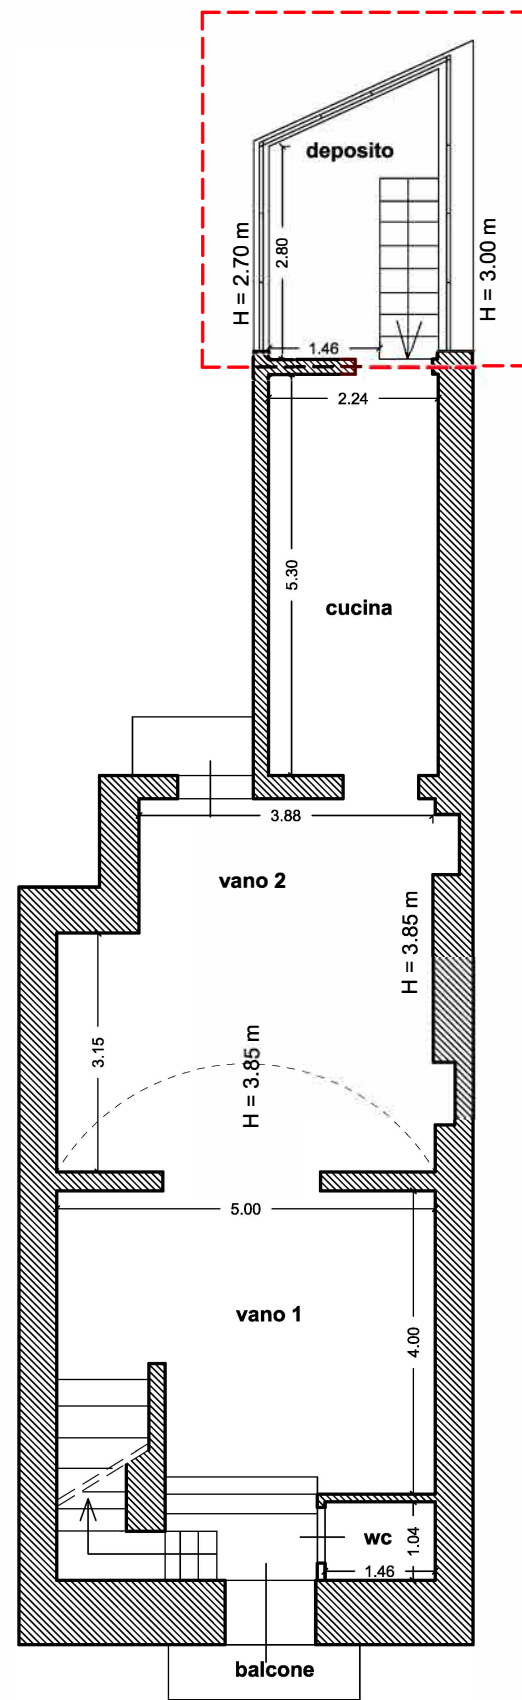 deposito
H = 2.70 m
2.80
H = 3.00 m
1.46
2.24
5.30
cucina
3.88
vano 2
H = 3.85 m
3.15
H = 3.85 m
5.00
vano 1
4.00
wc
1.04
1.46
balcone